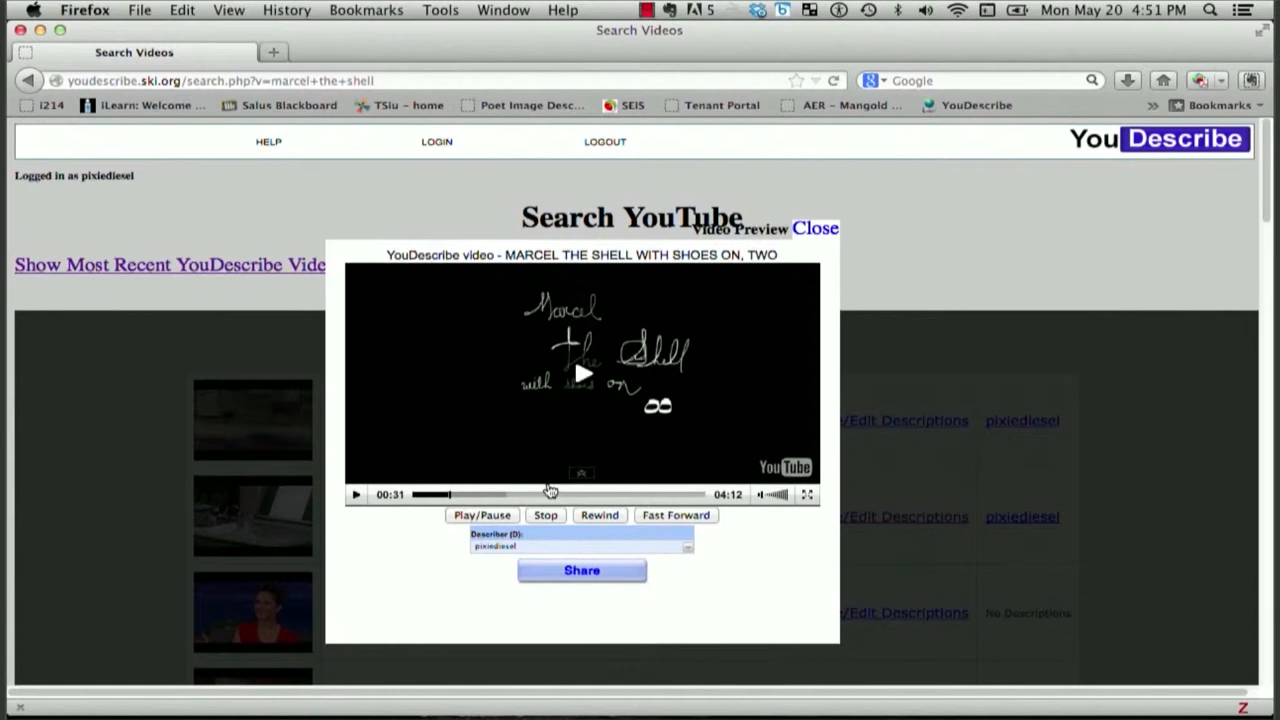 Firefox File Edit View History Bookmarks Tools Window Help 5 Mon May 20 4:51 PM
Search Videos
Search Videos
youdescribe.ski.org/search.php?v=marcel+the+shell Google
i214 iLearn: Welcome ... Salus Blackboard TSIu - home Poet Image Desc... SEIS Tenant Portal AER - Mangold ... YouDescribe Bookmarks
HELP LOGIN LOGOUT YouDescribe
Logged in as pixiediesel
Search YouTube
Video Preview Close
YouDescribe video - MARCEL THE SHELL WITH SHOES ON, TWO
Show Most Recent YouDescribe Vide
Marcel
The Shell
with shoes on
YouTube
00:31 04:12
Play/Pause Stop Rewind Fast Forward
Describer (D):
pixiediesel
Share
/Edit Descriptions pixiediesel
/Edit Descriptions pixiediesel
/Edit Descriptions No Descriptions
Z